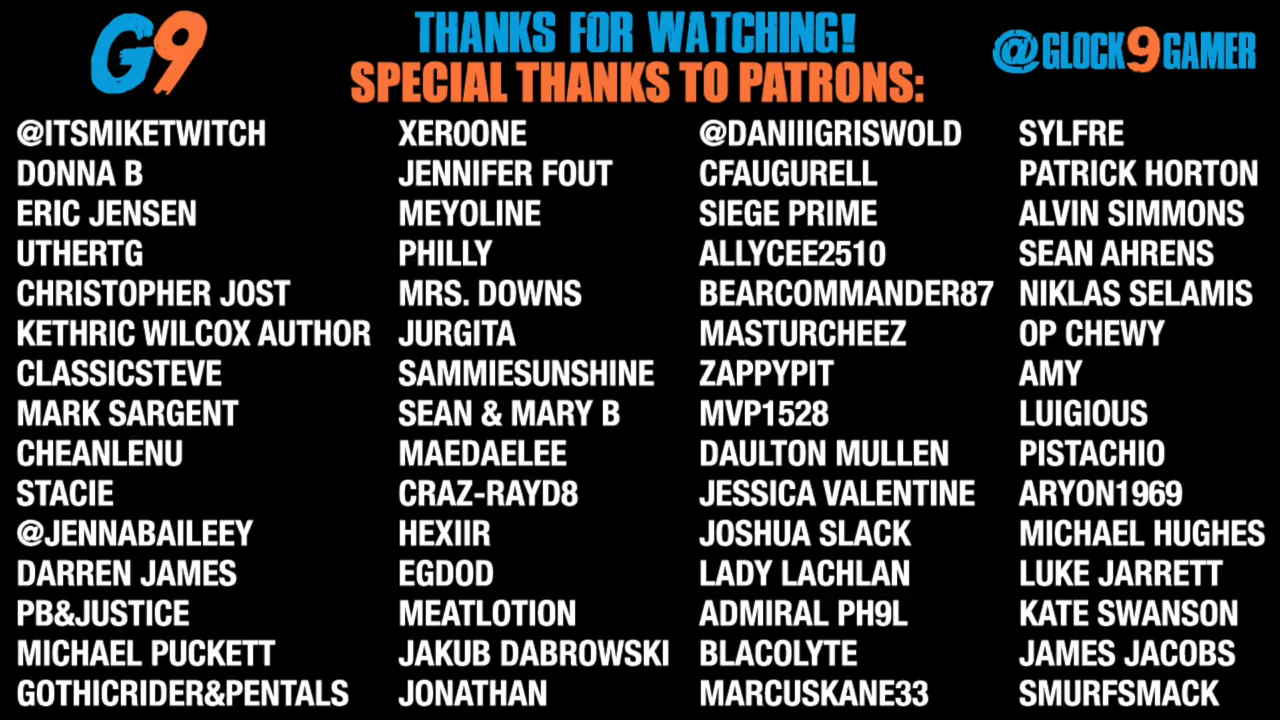 G9
THANKS FOR WATCHING!
SPECIAL THANKS TO PATRONS:
@GLOCK9GAMER
@ITSMIKETWITCH
DONNA B
ERIC JENSEN
UTHERTG
CHRISTOPHER JOST
KETHRIC WILCOX AUTHOR
CLASSICSTEVE
MARK SARGENT
CHEANLENU
STACIE
@JENNABAILEEY
DARREN JAMES
PB&JUSTICE
MICHAEL PUCKETT
GOTHICRIDER&PENTALS
XER0ONE
JENNIFER FOUT
MEYOLINE
PHILLY
MRS. DOWNS
JURGITA
SAMMIESUNSHINE
SEAN & MARY B
MAEDAELEE
CRAZ-RAYD8
HEXIIR
EGDOD
MEATLOTION
JAKUB DABROWSKI
JONATHAN
@DANIIIGRISWOLD
CFAUGURELL
SIEGE PRIME
ALLYCEE2510
BEARCOMMANDER87
MASTURCHEEZ
ZAPPYPIT
MVP1528
DAULTON MULLEN
JESSICA VALENTINE
JOSHUA SLACK
LADY LACHLAN
ADMIRAL PH9L
BLACOLYTE
MARCUSKANE33
SYLFRE
PATRICK HORTON
ALVIN SIMMONS
SEAN AHRENS
NIKLAS SELAMIS
OP CHEWY
AMY
LUIGIOUS
PISTACHIO
ARYON1969
MICHAEL HUGHES
LUKE JARRETT
KATE SWANSON
JAMES JACOBS
SMURFSMACK